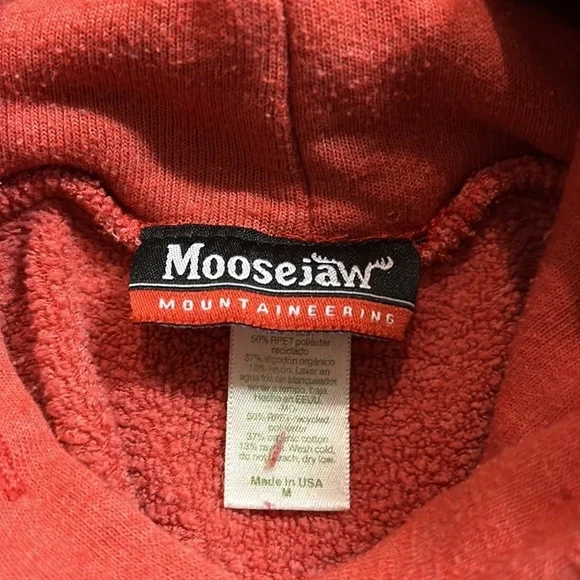 Moosejaw
MOUNTAINEERING
50% RPET poliéster
reciclado
37% algodón orgánico
13% rayón. Lavar en
agua fria sin blanqueador
Hecho en EEUU
50% RPET recycled
polyester
37% organic cotton
13% rayon. Wash cold,
do not bleach, dry low.
Made In USA
M